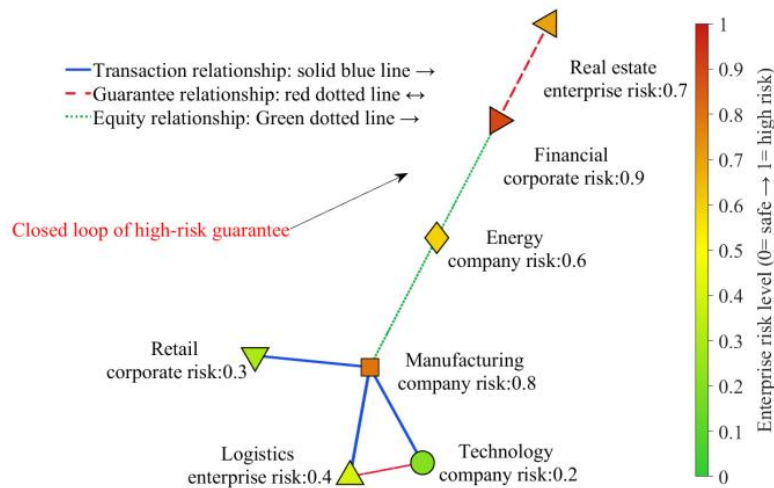 Transaction relationship: solid blue line →
Guarantee relationship: red dotted line ↔
Equity relationship: Green dotted line →
Real estate
enterprise risk:0.7
Financial
corporate risk:0.9
Closed loop of high-risk guarantee
Energy
company risk:0.6
Retail
corporate risk:0.3
Manufacturing
company risk:0.8
Logistics
enterprise risk:0.4
Technology
company risk:0.2
1
0.9
0.8
0.7
0.6
0.5
0.4
0.3
0.2
0.1
0
Enterprise risk level (0= safe → 1= high risk)